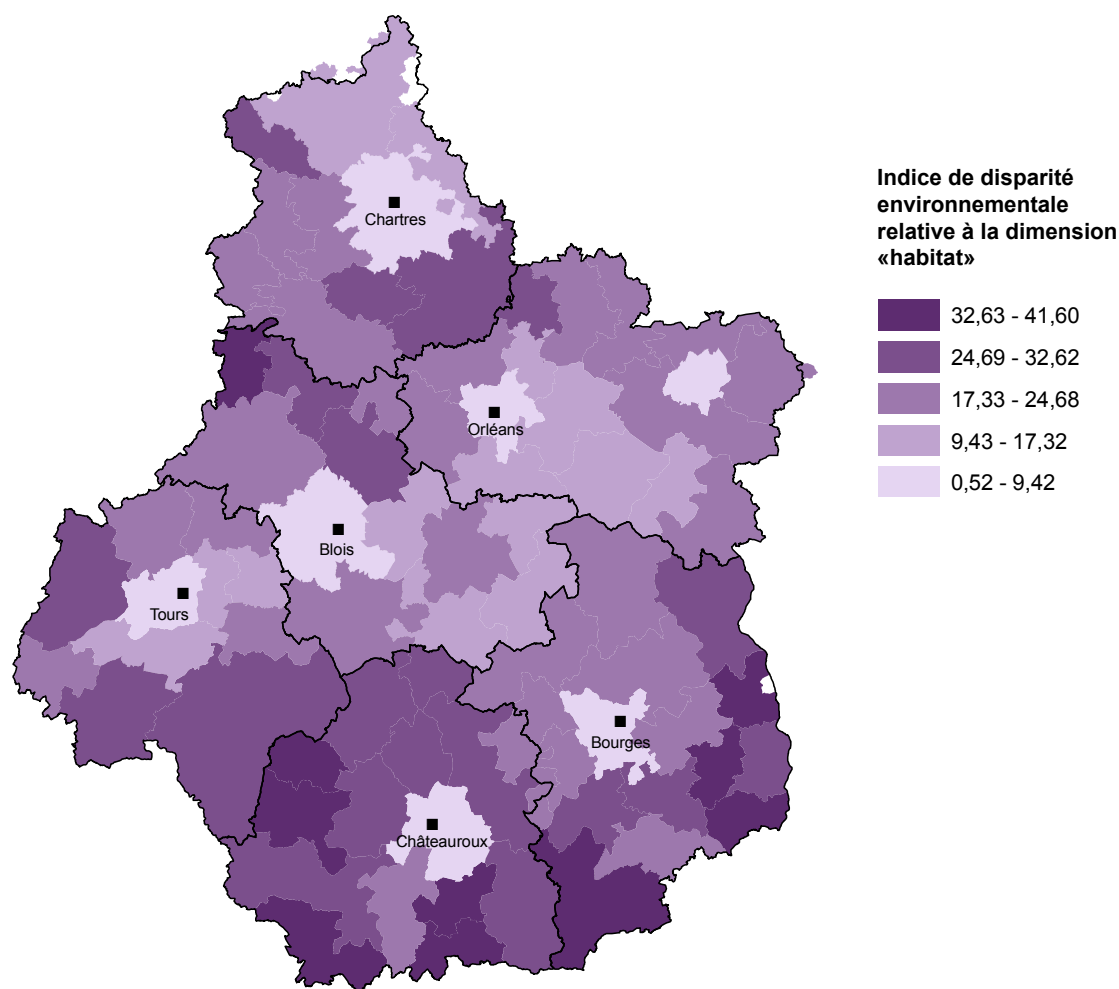 Chartres
Orléans
Blois
Tours
Bourges
Châteauroux
Indice de disparité
environnementale
relative à la dimension
«habitat»
32,63 - 41,60
24,69 - 32,62
17,33 - 24,68
9,43 - 17,32
0,52 - 9,42